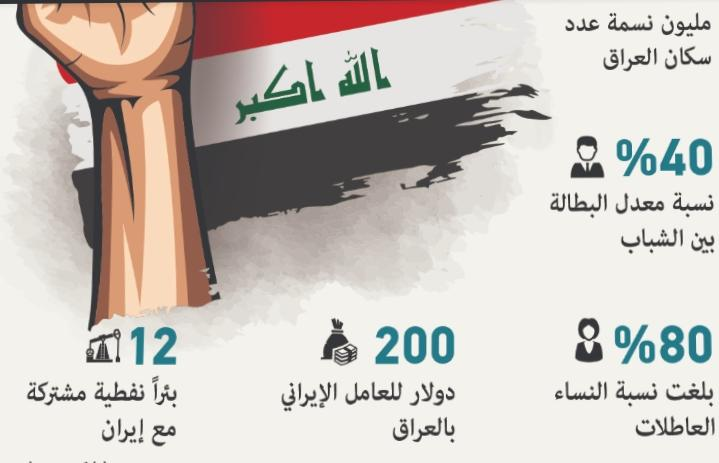 مليون نسمة عدد
سكان العراق
الله اكبر
%40
نسبة معدل البطالة
بين الشباب
%80
بلغت نسبة النساء
العاطلات
200
دولار للعامل الإيراني
بالعراق
12
بئراً نفطية مشتركة
مع إيران